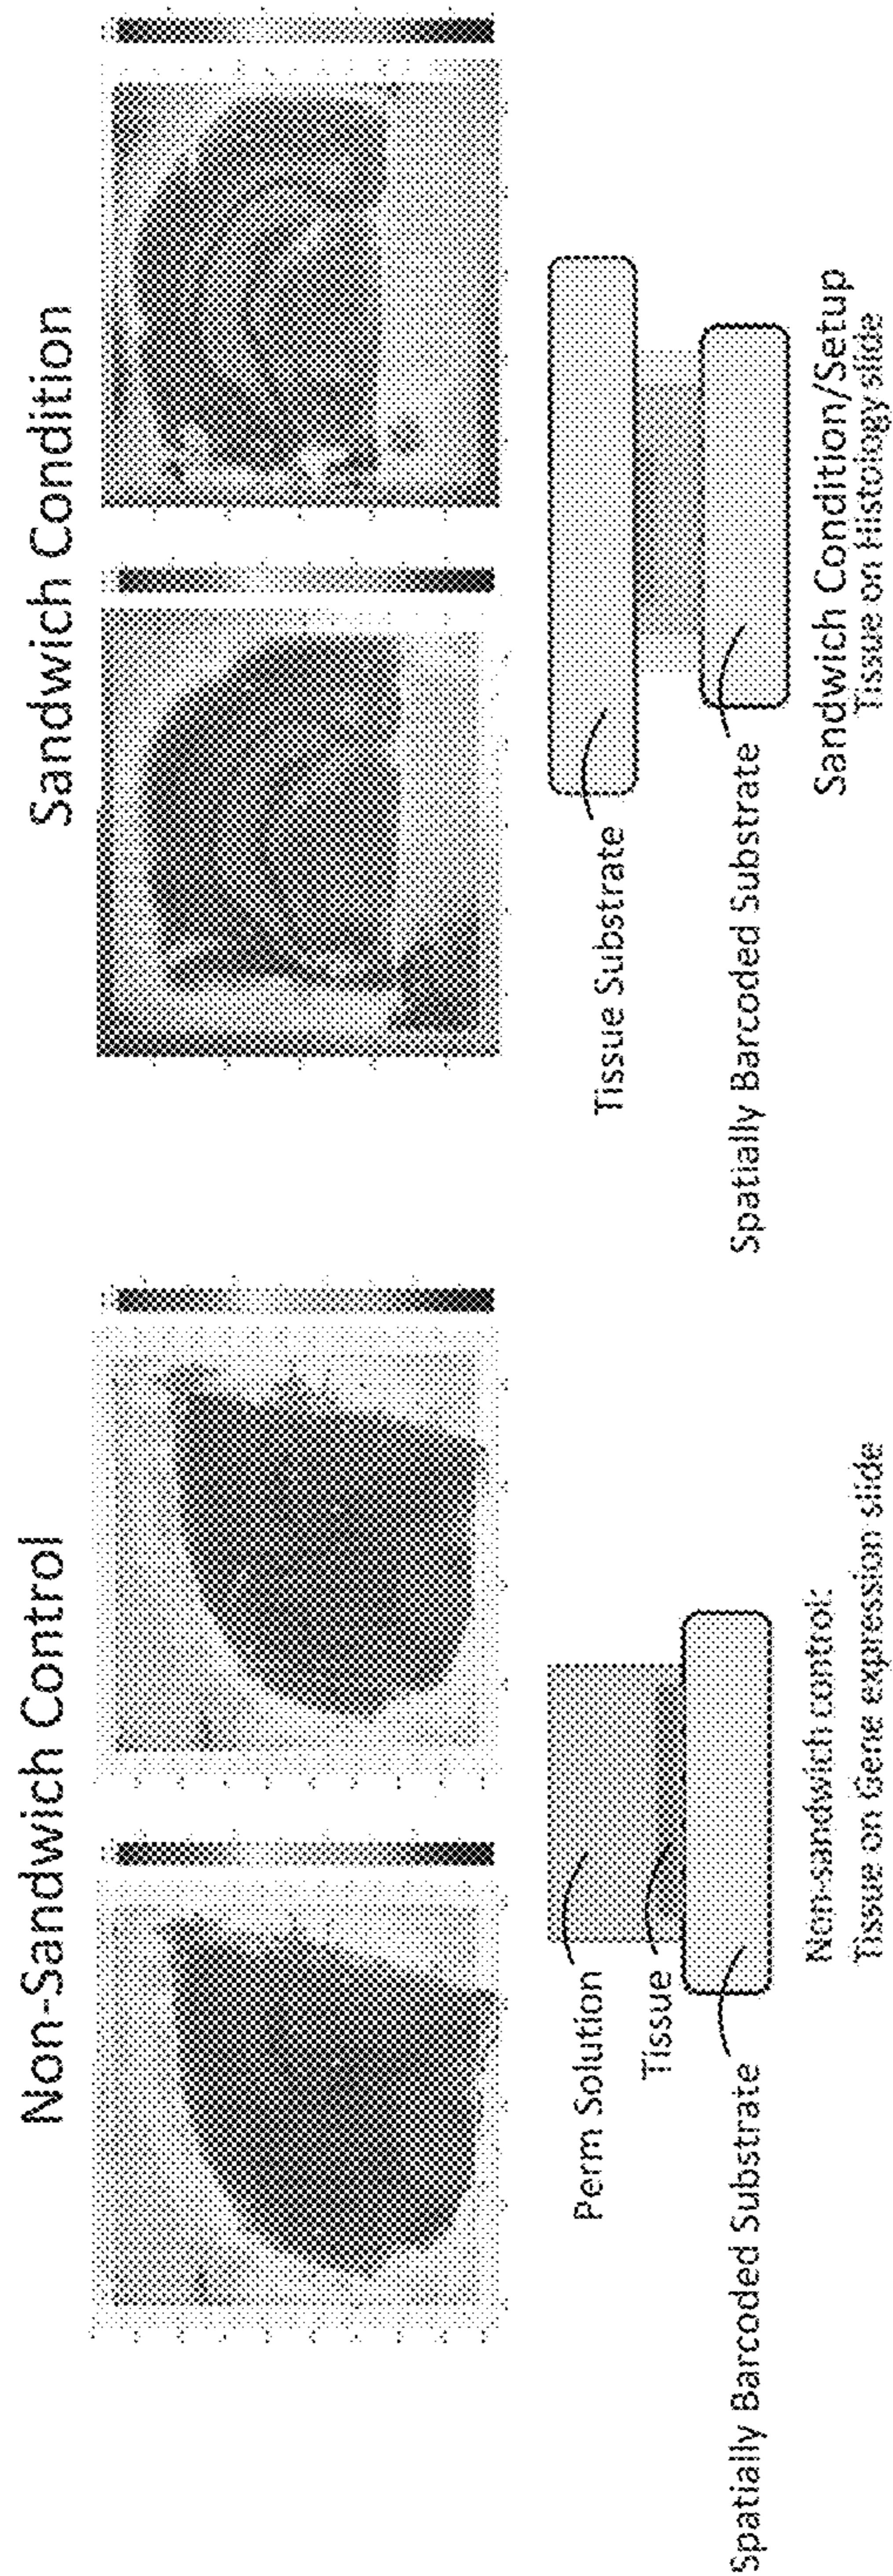 Non-Sandwich Control
Sandwich Condition
Perm Solution
Tissue
Spatially Barcoded Substrate
Non-sandwich control:
Tissue on Gene expression slide
Tissue Substrate
Spatially Barcoded Substrate
Sandwich Condition/Setup
Tissue on Histology slide